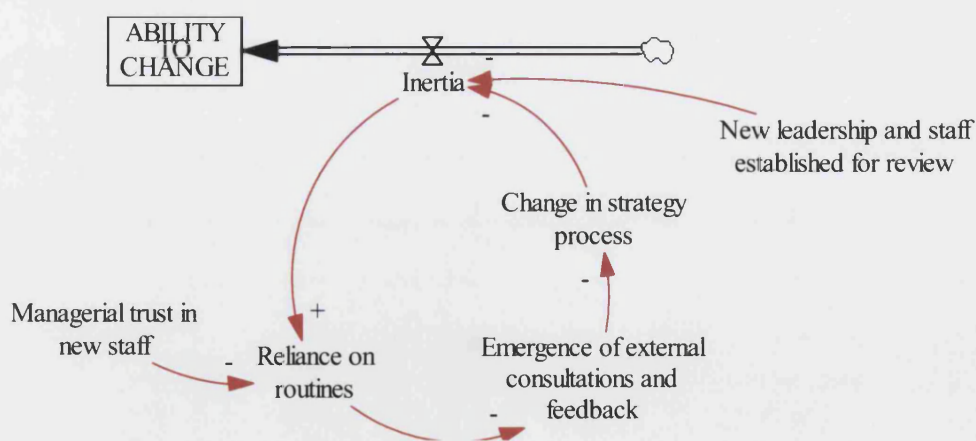 ABILITY
TO
CHANGE
-
Inertia
-
New leadership and staff
established for review
Change in strategy
process
-
Managerial trust in
new staff
+
-
Reliance on
routines
Emergence of external
consultations and
feedback
-